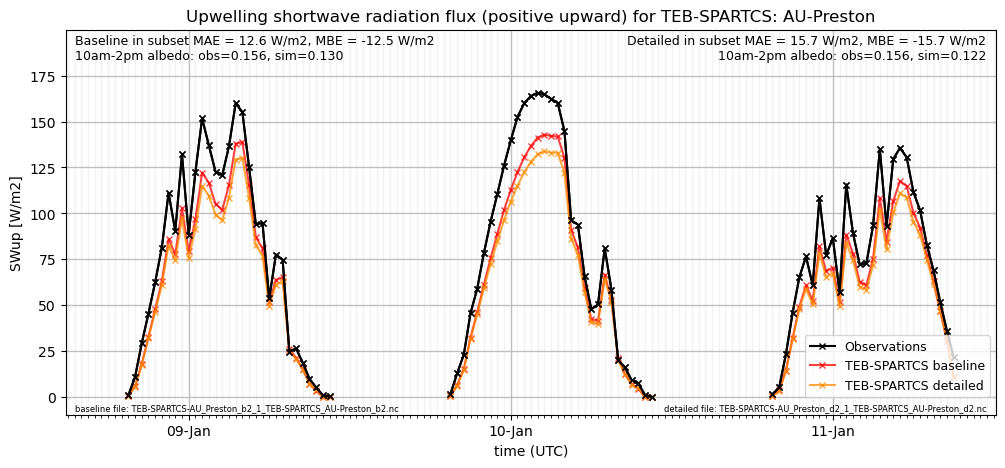 Upwelling shortwave radiation flux (positive upward) for TEB-SPARTCS: AU-Preston
Baseline in subset MAE = 12.6 W/m2, MBE = -12.5 W/m2
10am-2pm albedo: obs=0.156, sim=0.130
Detailed in subset MAE = 15.7 W/m2, MBE = -15.7 W/m2
10am-2pm albedo: obs=0.156, sim=0.122
SWup [W/m2]
175
150
125
100
75
50
25
0
Observations
TEB-SPARTCS baseline
TEB-SPARTCS detailed
baseline file: TEB-SPARTCS-AU_Preston_b2_1_TEB-SPARTCS_AU-Preston_b2.nc
detailed file: TEB-SPARTCS-AU_Preston_d2_1_TEB-SPARTCS_AU-Preston_d2.nc
09-Jan
10-Jan
11-Jan
time (UTC)